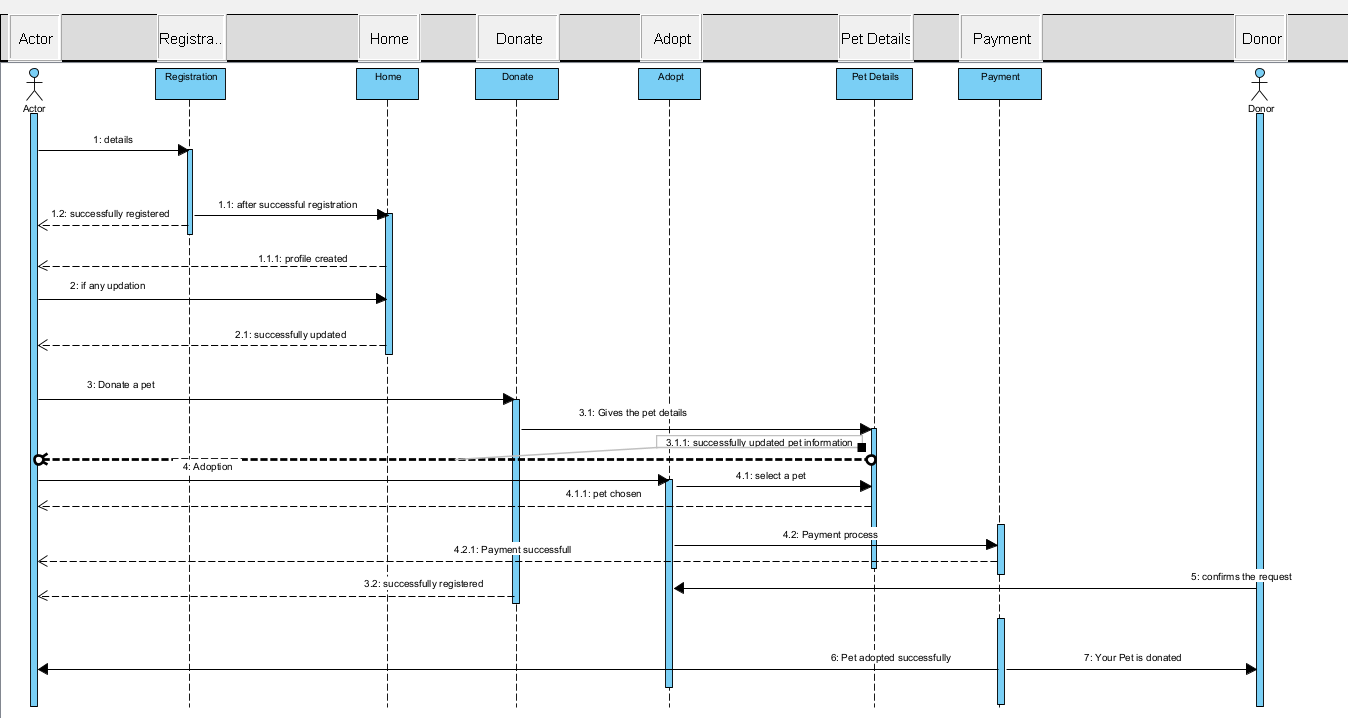 Actor
Registra..
Home
Donate
Adopt
Pet Details
Payment
Donor
Registration
Home
Donate
Adopt
Pet Details
Payment
Actor
Donor
1: details
1.1: after successful registration
1.2: successfully registered
1.1.1: profile created
2: if any updation
2.1: successfully updated
3: Donate a pet
3.1: Gives the pet details
3.1.1: successfully updated pet information
4: Adoption
4.1: select a pet
4.1.1: pet chosen
4.2: Payment process
4.2.1: Payment successfull
5: confirms the request
3.2: successfully registered
6: Pet adopted successfully
7: Your Pet is donated